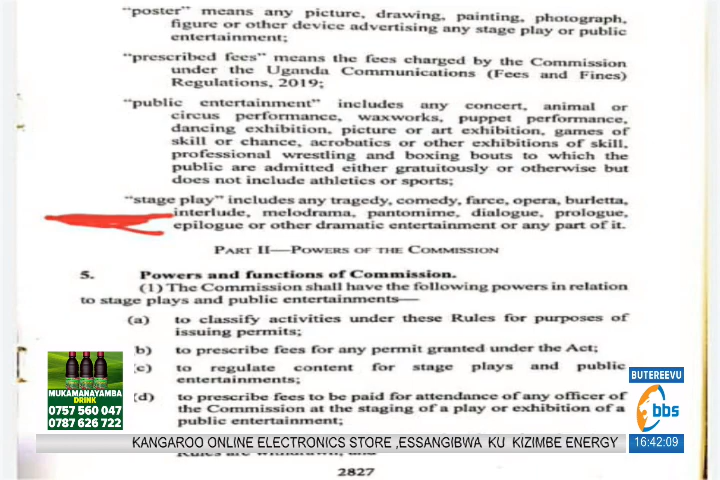 "poster" means any picture, drawing, painting, photograph,
figure or other device advertising any stage play or public
entertainment;
"prescribed fees" means the fees charged by the Commission
under the Uganda Communications (Fees and Fines)
Regulations, 2019;
"public entertainment" includes any concert, animal or
circus performance, waxworks, puppet performance,
dancing exhibition, picture or art exhibition, games of
skill or chance, acrobatics or other exhibitions of skill,
professional wrestling and boxing bouts to which the
public are admitted either gratuitously or otherwise but
does not include athletics or sports;
"stage play" includes any tragedy, comedy, farce, opera, burletta,
interlude, melodrama, pantomime, dialogue, prologue,
epilogue or other dramatic entertainment or any part of it.
PART II—POWERS OF THE COMMISSION
5. Powers and functions of Commission.
(1) The Commission shall have the following powers in relation
to stage plays and public entertainments—
(a) to classify activities under these Rules for purposes of
issuing permits;
b) to prescribe fees for any permit granted under the Act;
c) to regulate content for stage plays and public
entertainments;
(d) to prescribe fees to be paid for attendance of any officer of
the Commission at the staging of a play or exhibition of a
public entertainment;
2827
MUKAMANAYAMBA
DRINK
0757 560 047
0787 626 722
BUTEREEVU
bbs
KANGAROO ONLINE ELECTRONICS STORE ,ESSANGIBWA KU KIZIMBE ENERGY
16:42:09